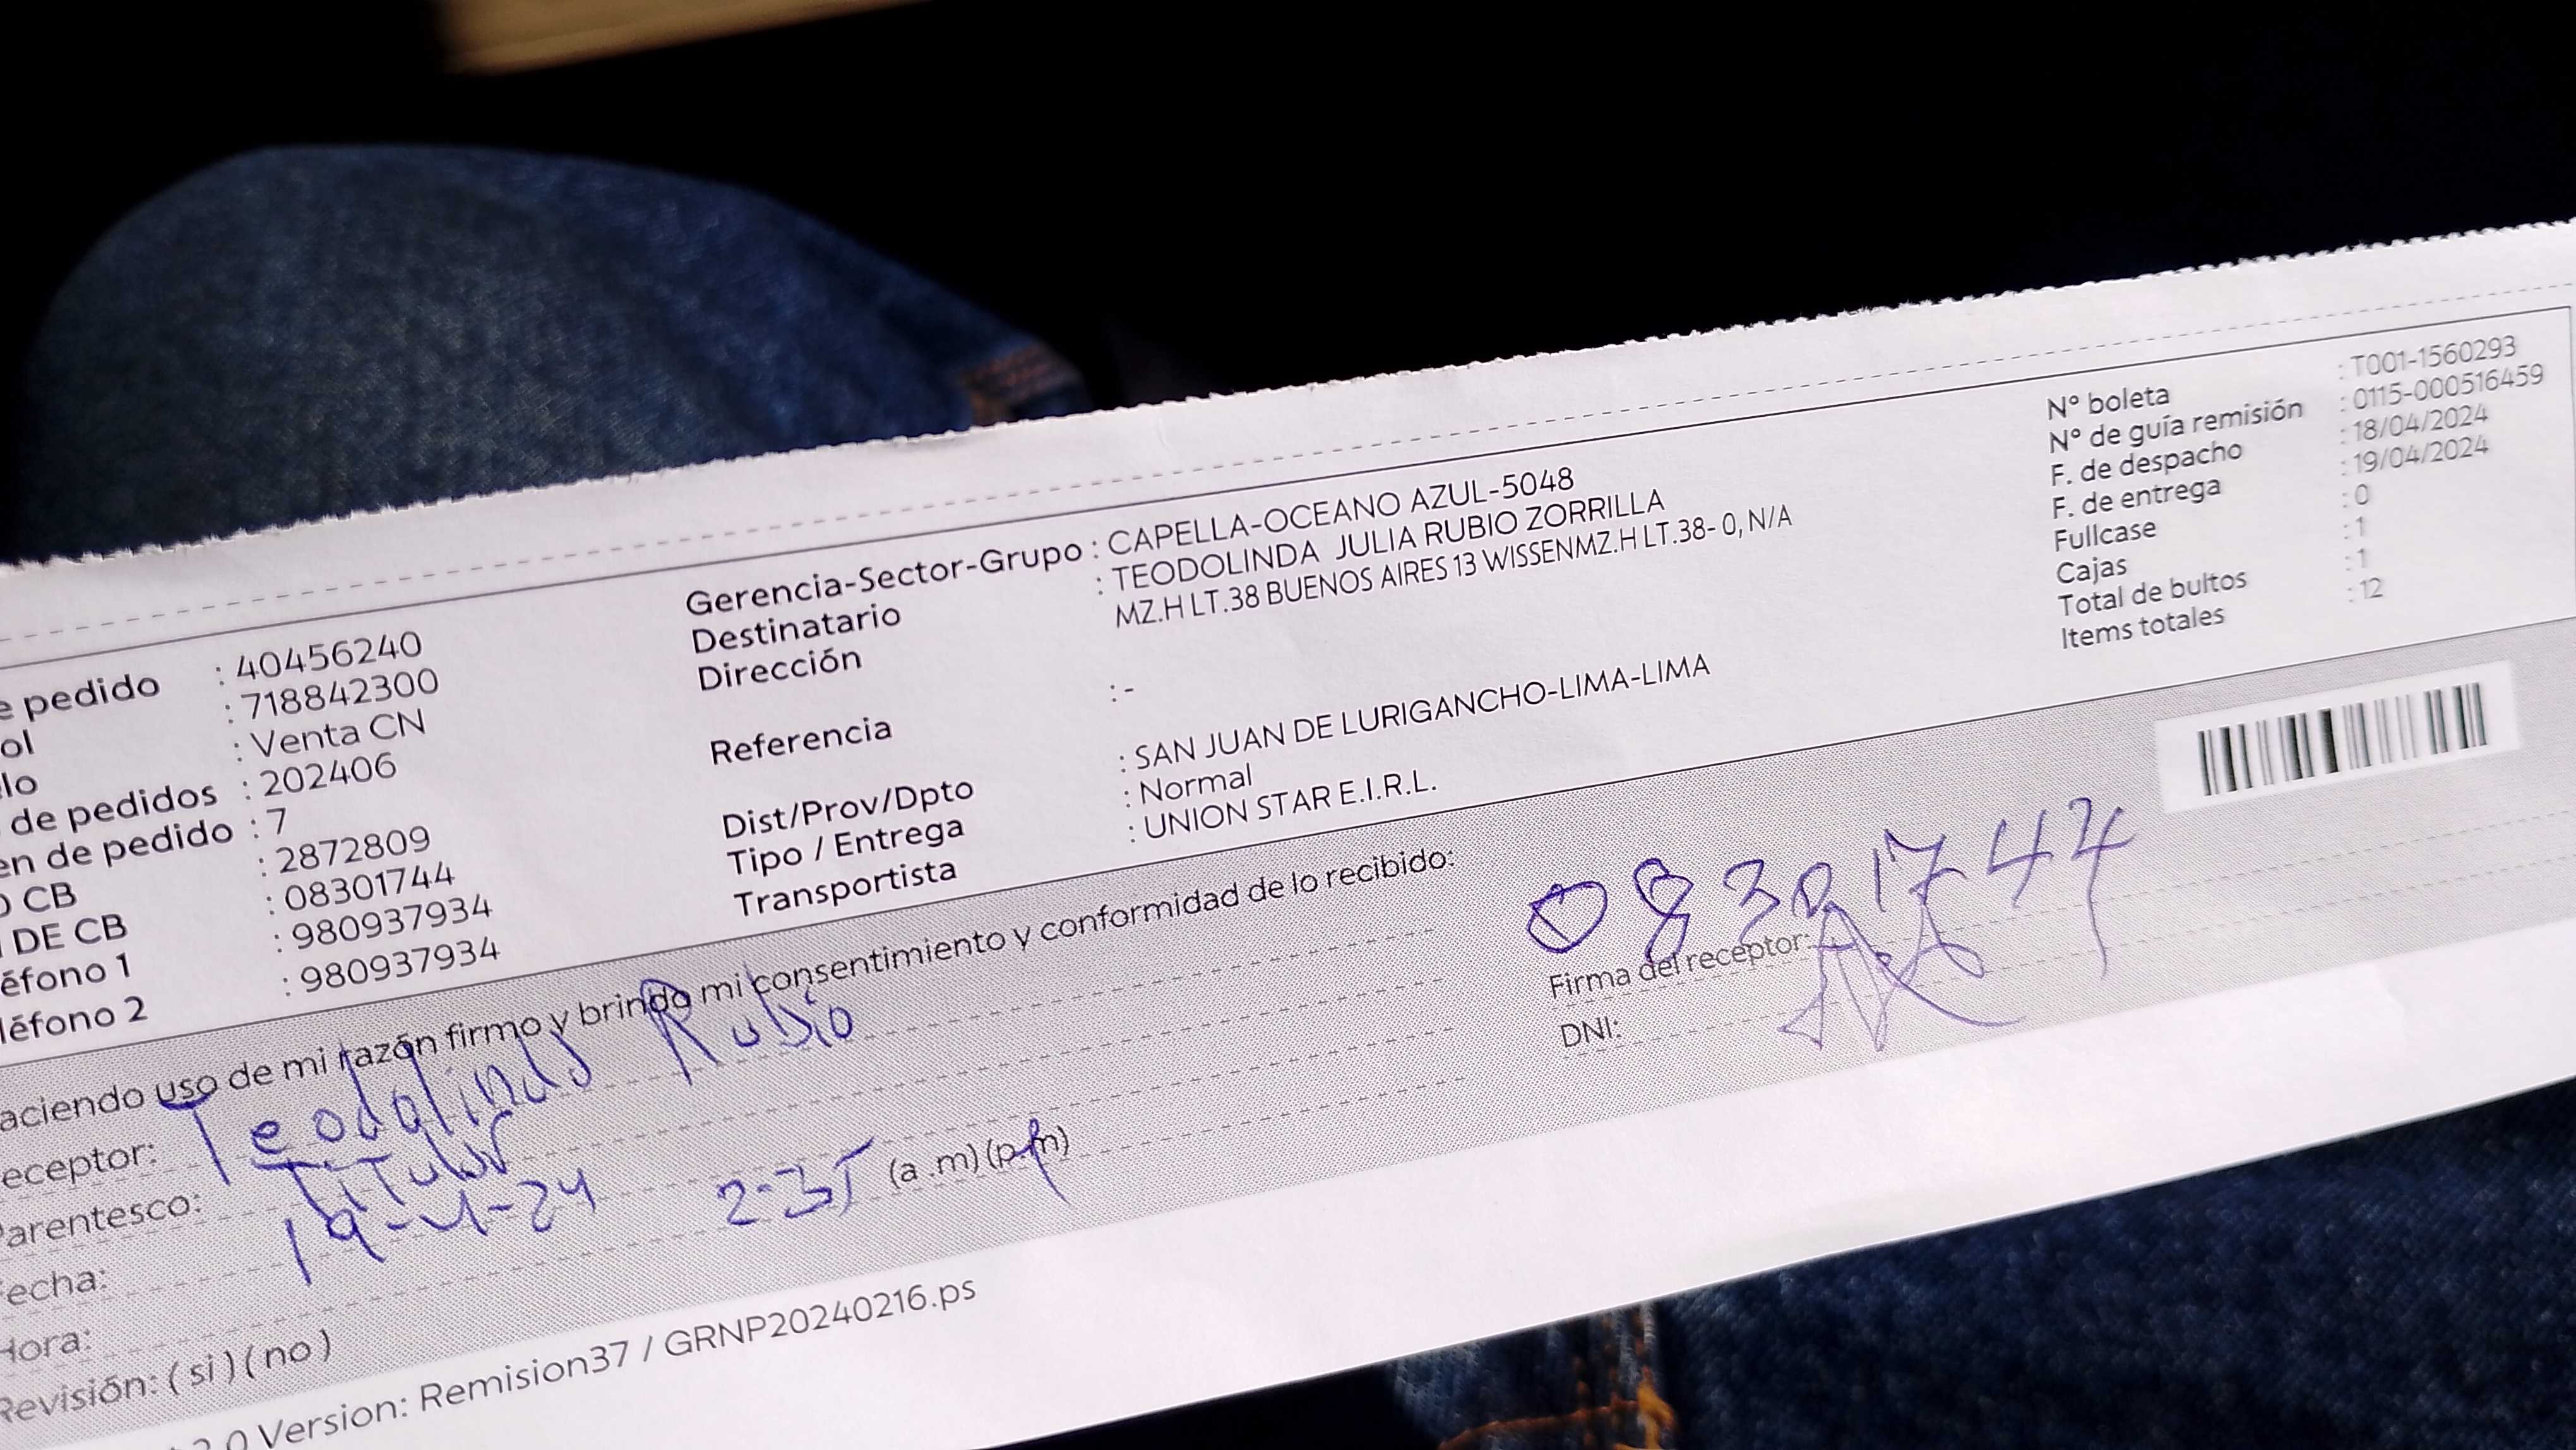 e pedido : 40456240
ol : 718842300
lo : Venta CN
de pedidos : 202406
en de pedido : 7
O CB : 2872809
DE CB : 08301744
éfono 1 : 980937934
léfono 2 : 980937934
Gerencia-Sector-Grupo : CAPELLA-OCEANO AZUL-5048
Destinatario : TEODOLINDA JULIA RUBIO ZORRILLA
Dirección MZ.H LT.38 BUENOS AIRES 13 WISSENMZ.H LT.38- 0, N/A
Referencia : -
Dist/Prov/Dpto : SAN JUAN DE LURIGANCHO-LIMA-LIMA
Tipo / Entrega : Normal
Transportista : UNION STAR E.I.R.L.
N° boleta : T001-1560293
N° de guía remisión : 0115-000516459
F. de despacho : 18/04/2024
F. de entrega : 19/04/2024
Fullcase : 0
Cajas : 1
Total de bultos : 1
Items totales : 12
aciendo uso de mi razón firmo y brindo mi consentimiento y conformidad de lo recibido:
eceptor: Teodolinda Rubio
Parentesco: Titular
Fecha: 19-4-24
Hora: 2-35 (a.m) (p.m)
Revisión: ( si ) ( no )
08301744
Firma del receptor:
DNI:
2.0 Version: Remision37 / GRNP20240216.ps